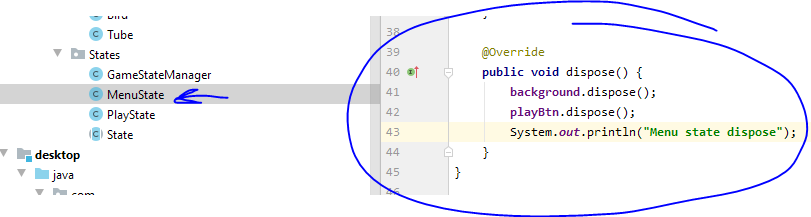 Bird
Tube
States
GameStateManager
MenuState
PlayState
State
desktop
java
com
38
}
39
@Override
40 public void dispose() {
41 background.dispose();
42 playBtn.dispose();
43 System.out.println("Menu state dispose");
44 }
45 }
46